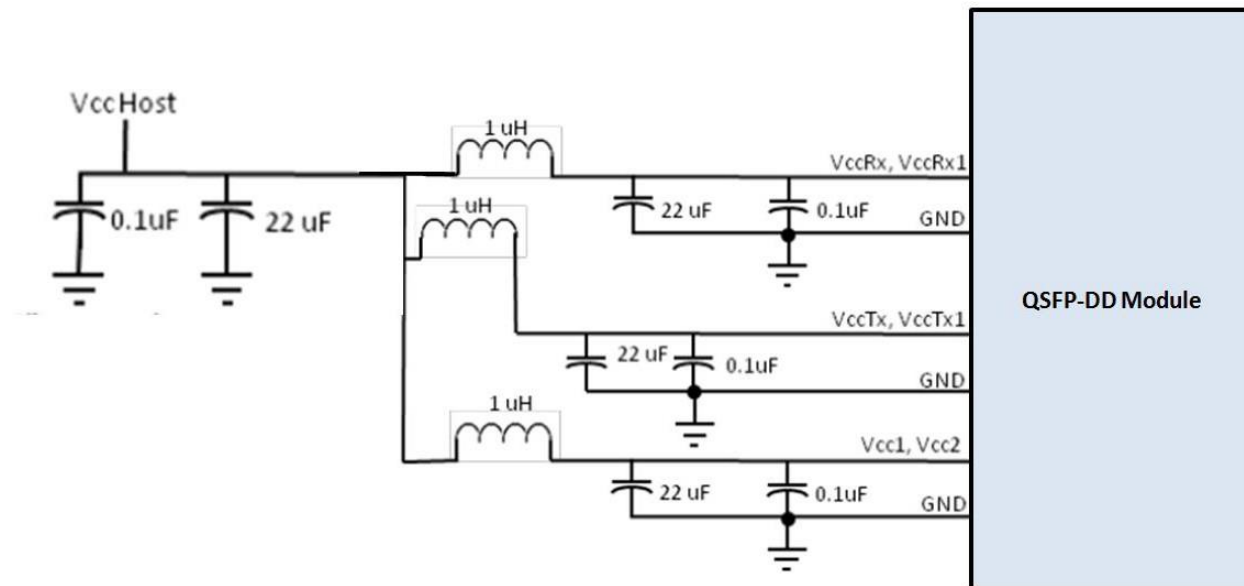 VccHost
0.1uF
22 uF
1 uH
VccRx, VccRx1
22 uF
0.1uF
GND
1 uH
VccTx, VccTx1
22 uF
0.1uF
GND
1 uH
Vcc1, Vcc2
22 uF
0.1uF
GND
QSFP-DD Module